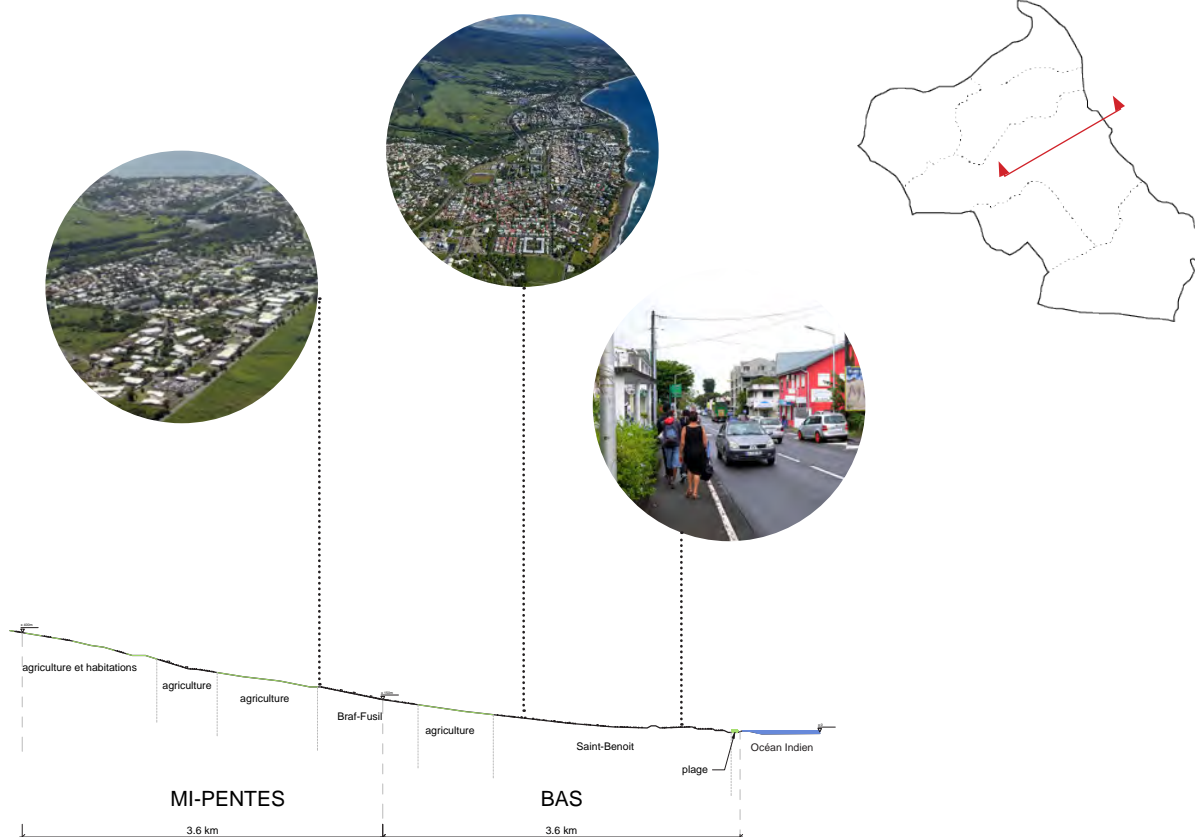 agriculture et habitations
agriculture
agriculture
Braf-Fusil
agriculture
Saint-Benoit
plage
Océan Indien
MI-PENTES
BAS
3.6 km
3.6 km